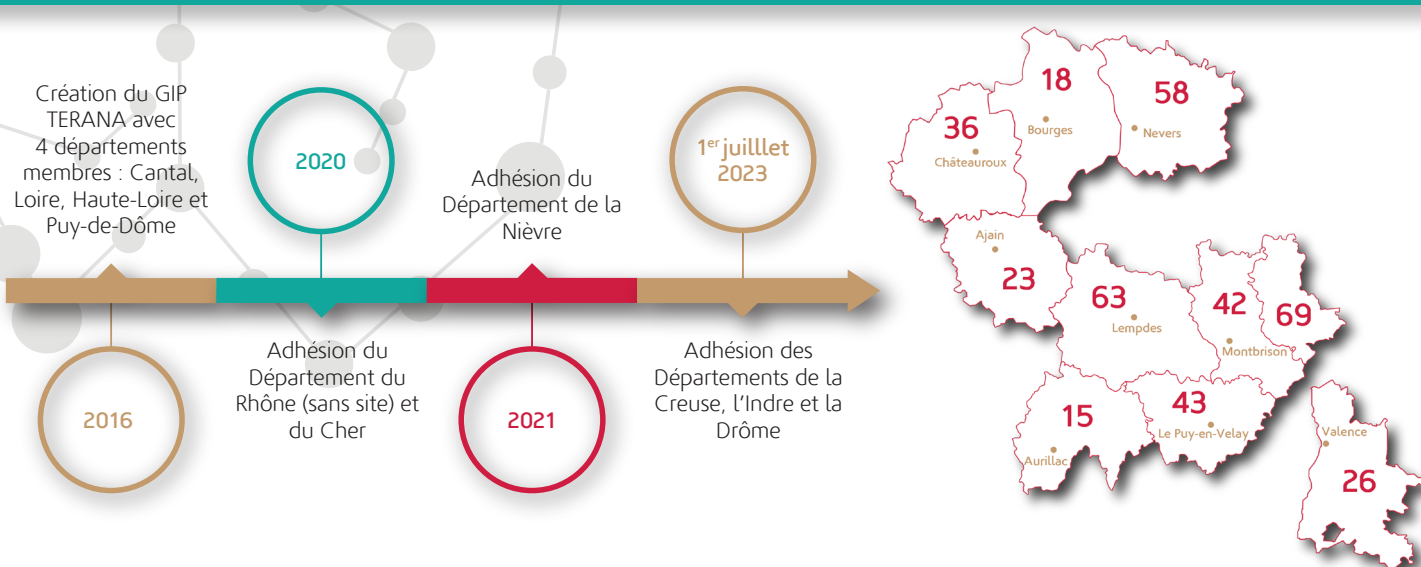 Création du GIP
TERANA avec
4 départements
membres : Cantal,
Loire, Haute-Loire et
Puy-de-Dôme
2016
2020
Adhésion du
Département du
Rhône (sans site) et
du Cher
Adhésion du
Département de la
Nièvre
2021
1er juilllet
2023
Adhésion des
Départements de la
Creuse, l'Indre et la
Drôme
18
Bourges
58
Nevers
36
Châteauroux
Ajain
23
63
Lempdes
42
Montbrison
69
15
Aurillac
43
Le Puy-en-Velay
Valence
26